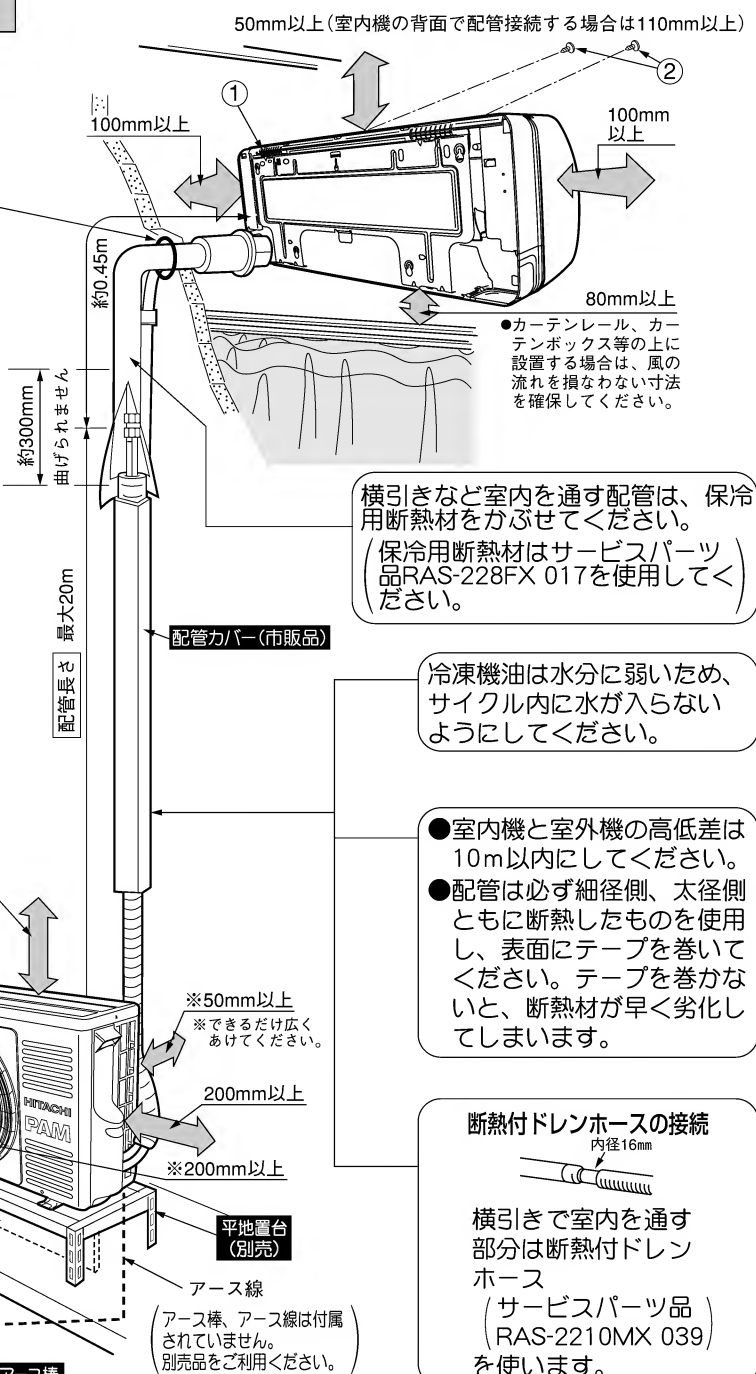 50mm以上(室内機の背面で配管接続する場合は110mm以上)
②
①
100mm以上
100mm
以上
約0.45m
80mm以上
●カーテンレール、カー
テンボックス等の上に
設置する場合は、風の
流れを損なわない寸法
を確保してください。
約300mm
曲げられません
横引きなど室内を通す配管は、保冷
用断熱材をかぶせてください。
(保冷用断熱材はサービスパーツ
品RAS-228FX 017を使用してく
ださい。)
配管長さ 最大20m
配管カバー(市販品)
冷凍機油は水分に弱いため、
サイクル内に水が入らない
ようにしてください。
●室内機と室外機の高低差は
10m以内にしてください。
●配管は必ず細径側、太径側
ともに断熱したものを使用
し、表面にテープを巻いて
ください。テープを巻かな
いと、断熱材が早く劣化し
てしまいます。
※50mm以上
※できるだけ広く
あけてください。
200mm以上
※200mm以上
HITACHI
PAM
平地置台
(別売)
アース線
(アース棒、アース線は付属
されていません。
別売品をご利用ください。)
断熱付ドレンホースの接続
内径16mm
横引きで室内を通す
部分は断熱付ドレン
ホース
(サービスパーツ品
RAS-2210MX 039)
を使います。
アース棒